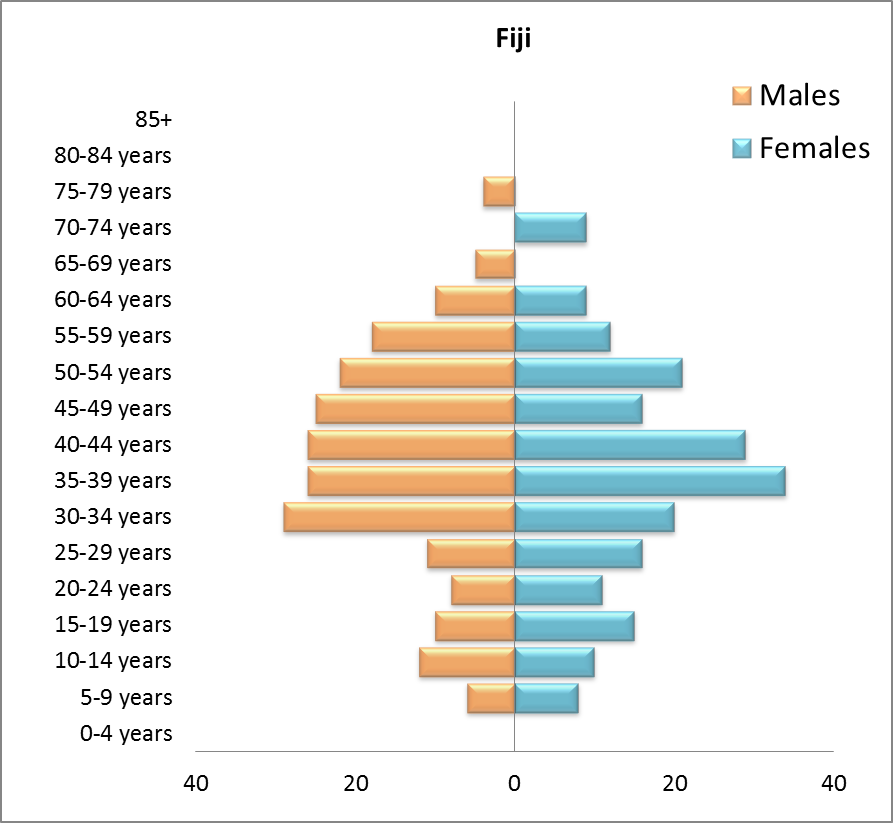 Fiji
Males
Females
85+
80-84 years
75-79 years
70-74 years
65-69 years
60-64 years
55-59 years
50-54 years
45-49 years
40-44 years
35-39 years
30-34 years
25-29 years
20-24 years
15-19 years
10-14 years
5-9 years
0-4 years
40 20 0 20 40